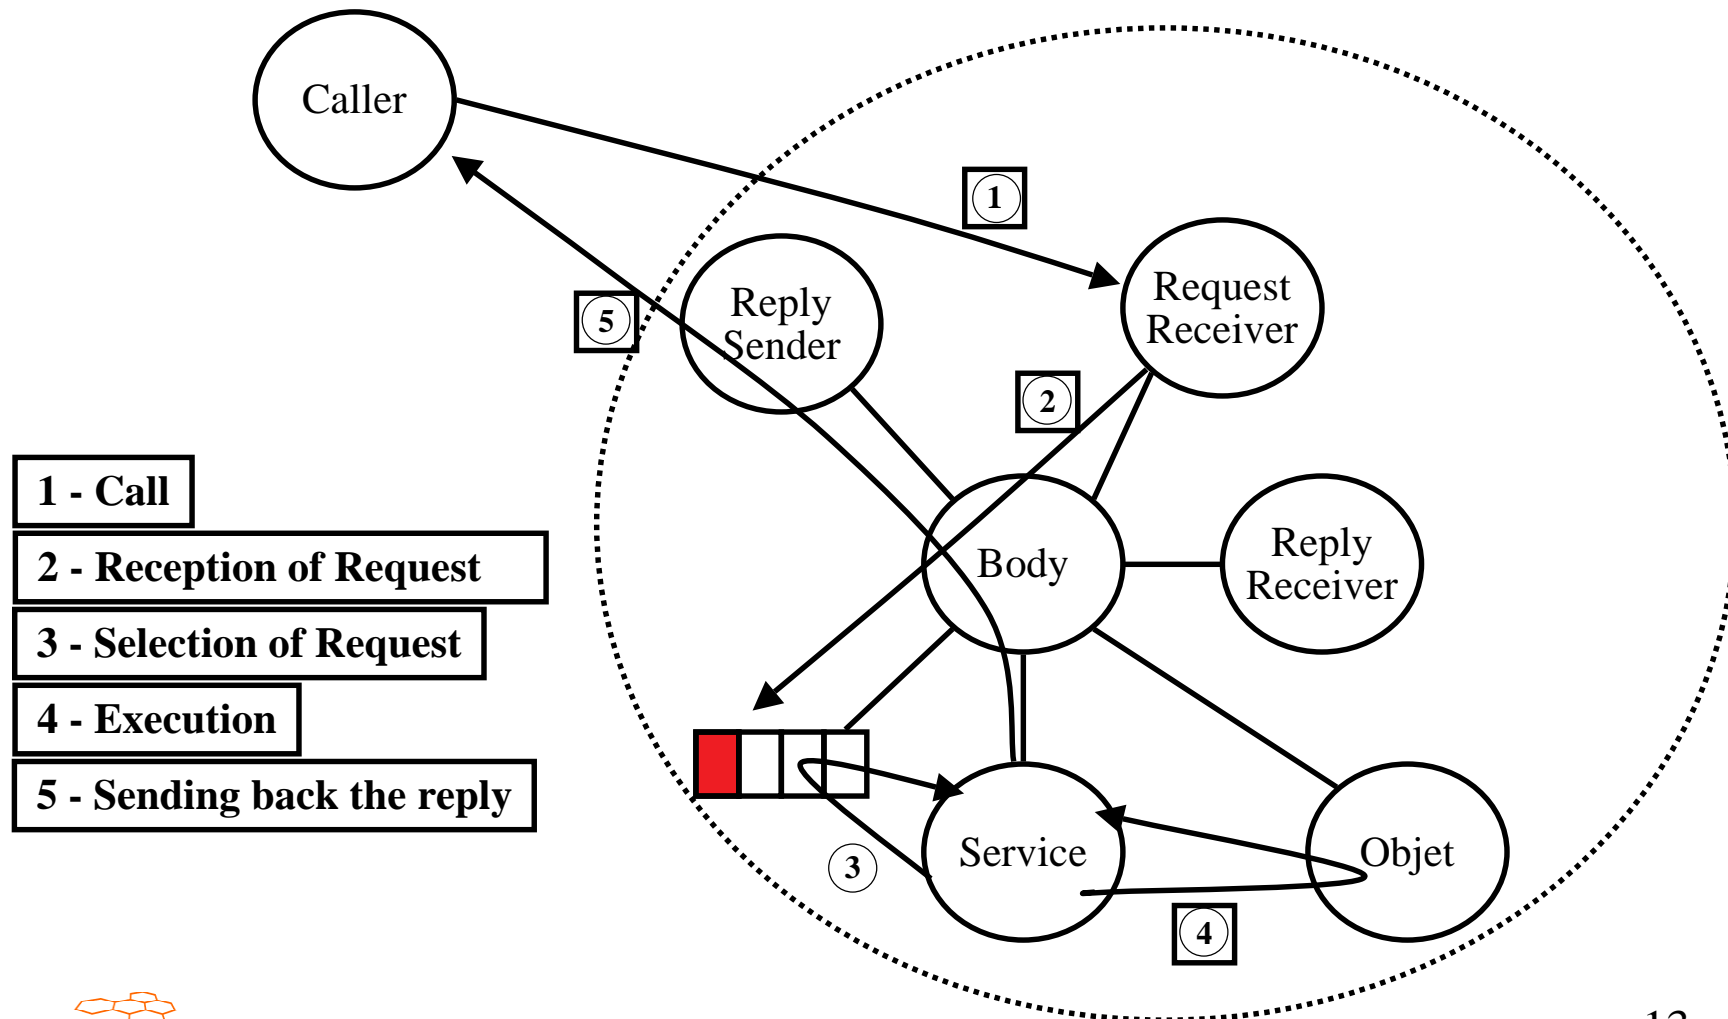 Caller
1
Request
Receiver
Reply
Sender
5
2
1 - Call
2 - Reception of Request
3 - Selection of Request
4 - Execution
5 - Sending back the reply
Body
Reply
Receiver
Service
Objet
3
4